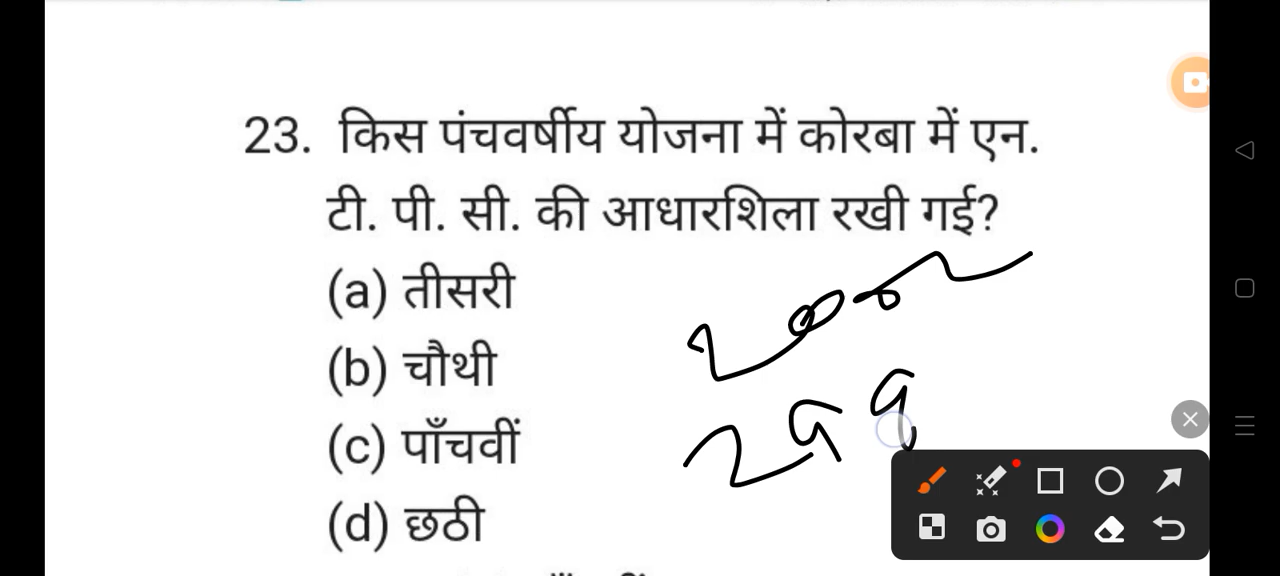 23. किस पंचवर्षीय योजना में कोरबा में एन.
टी. पी. सी. की आधारशिला रखी गई?
(a) तीसरी
(b) चौथी
(c) पाँचवीं
(d) छठी